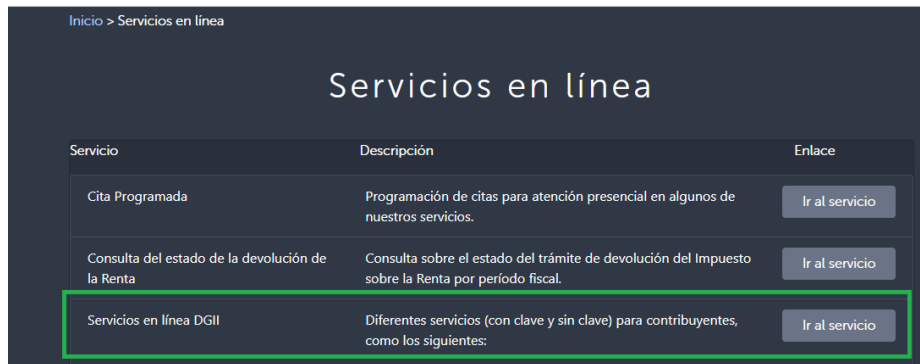 Inicio > Servicios en línea
Servicios en línea
Servicio Descripción Enlace
Cita Programada Programación de citas para atención presencial en algunos de Ir al servicio
nuestros servicios.
Consulta del estado de la devolución de Consulta sobre el estado del trámite de devolución del Impuesto Ir al servicio
la Renta sobre la Renta por período fiscal.
Servicios en línea DGII Diferentes servicios (con clave y sin clave) para contribuyentes, Ir al servicio
como los siguientes: